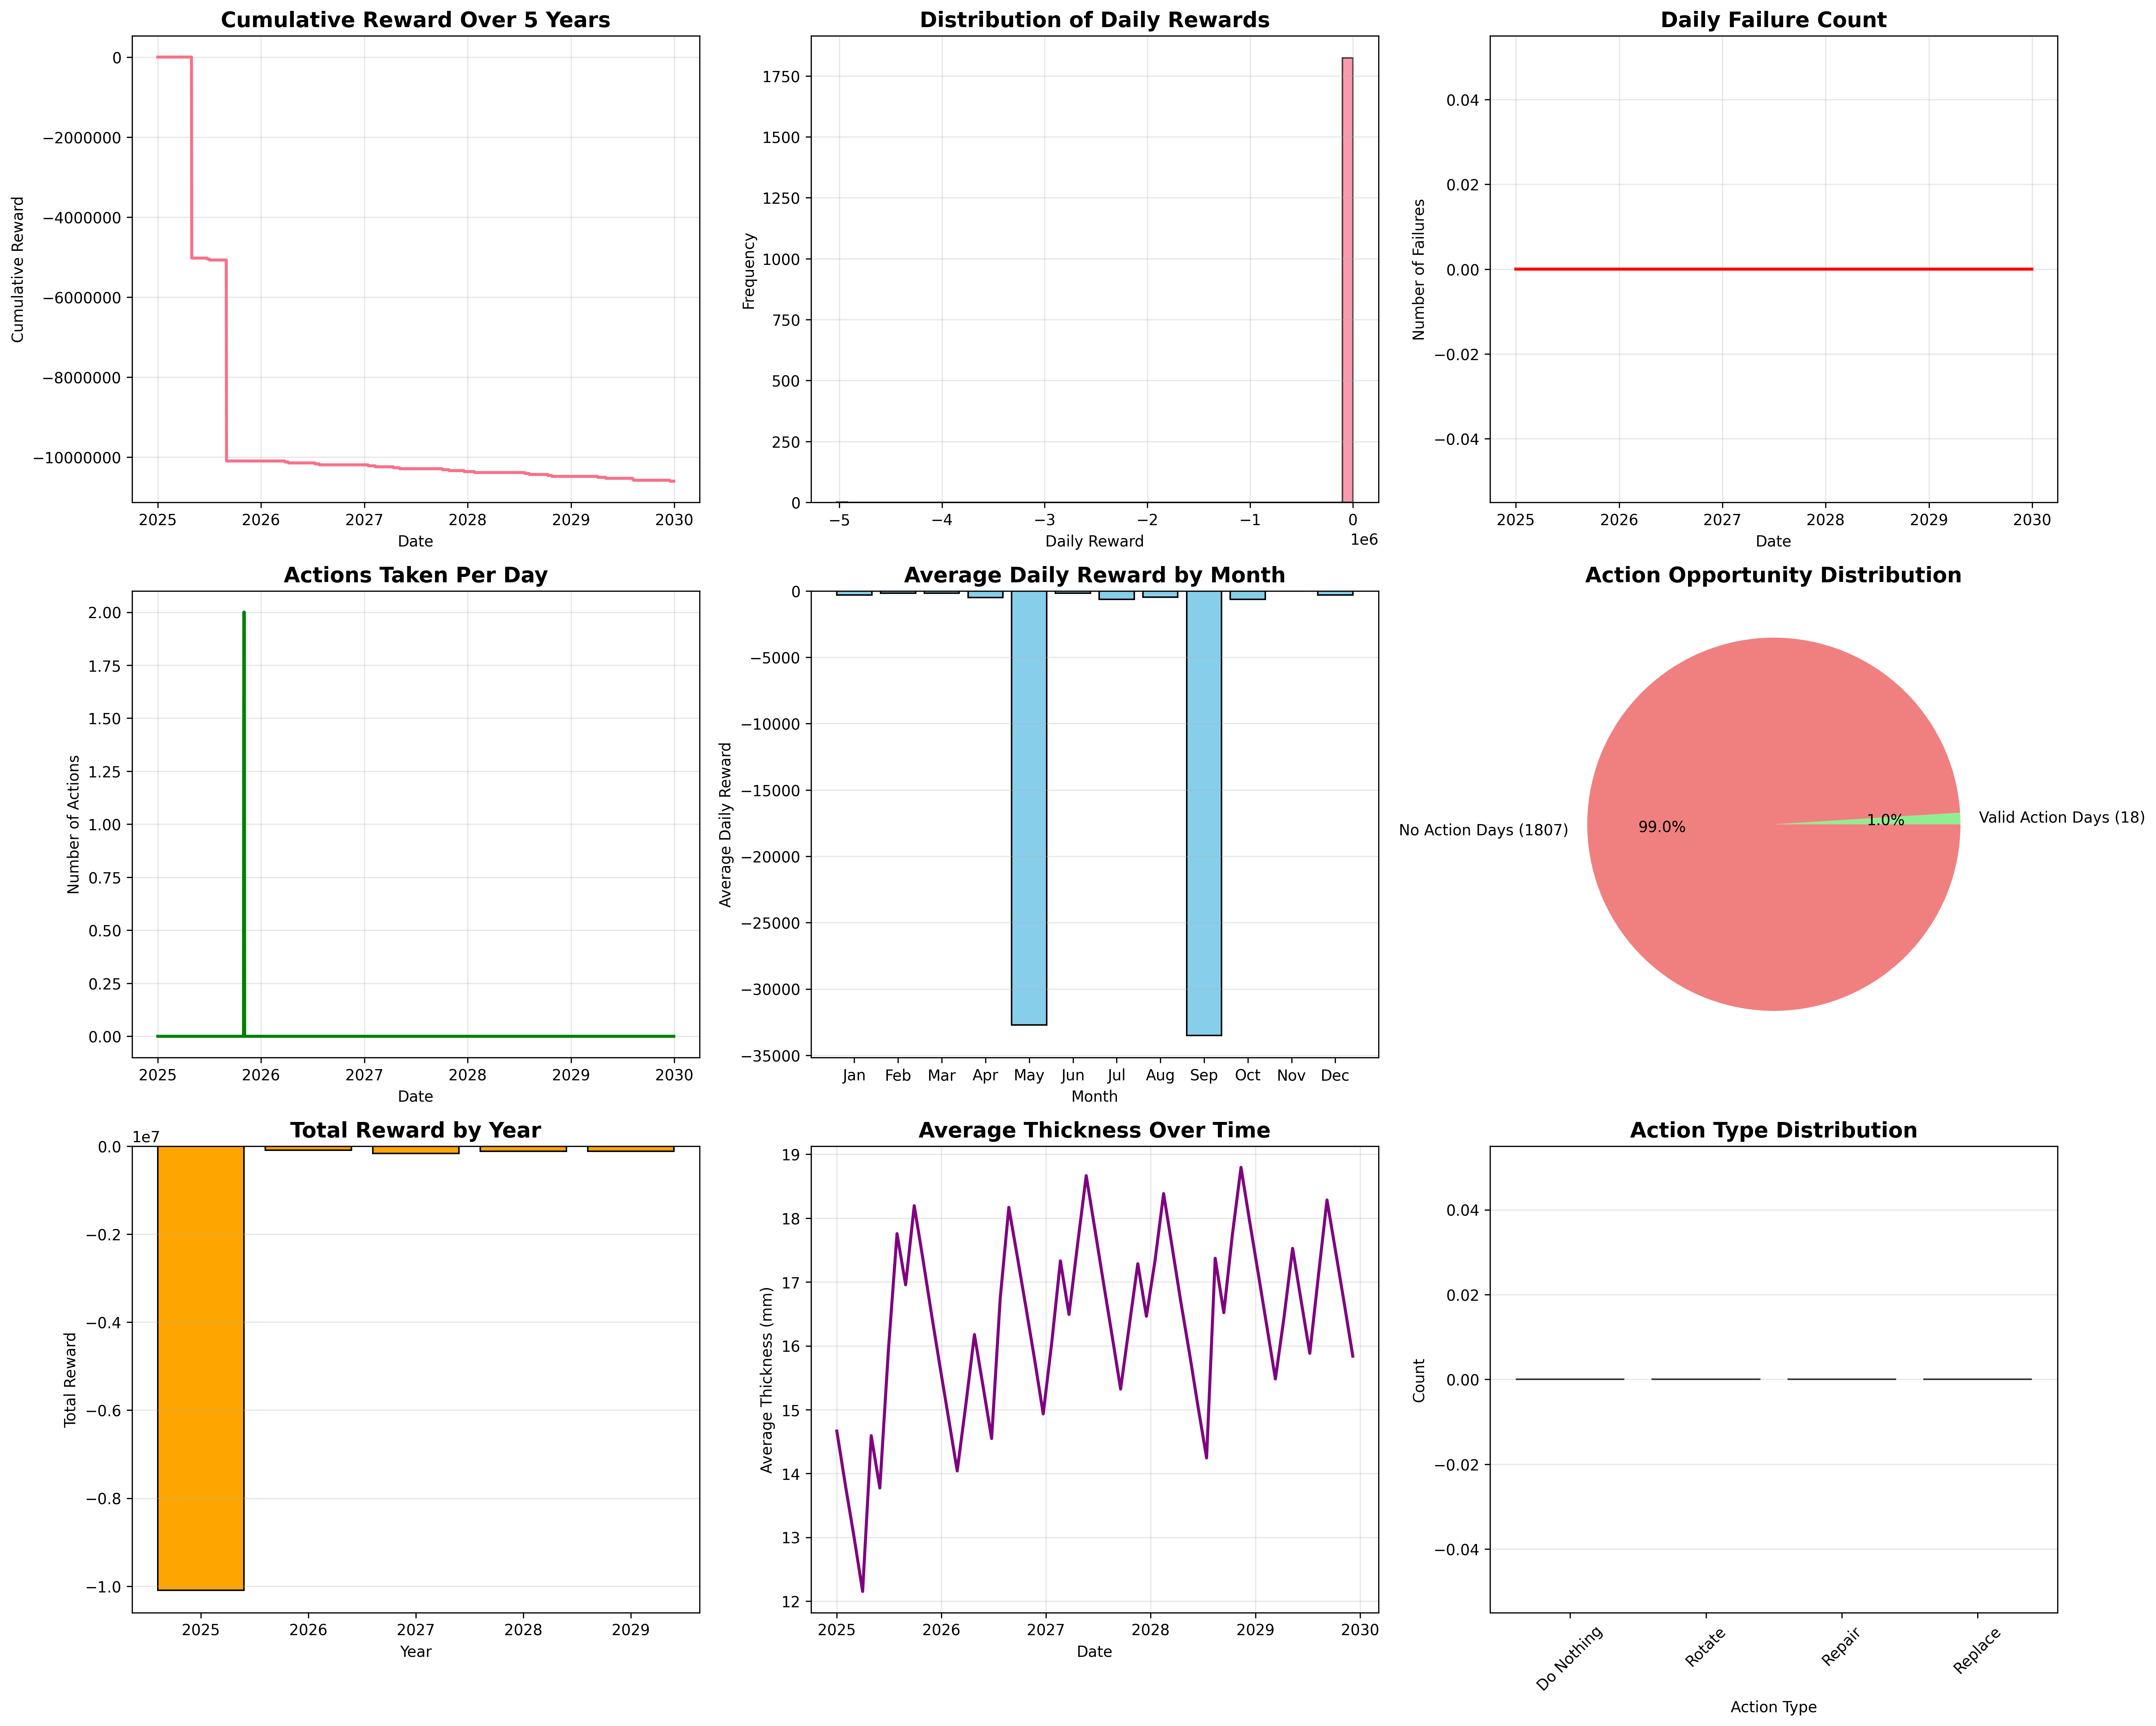 Cumulative Reward Over 5 Years
0
−2000000
−4000000
−6000000
−8000000
−10000000
Cumulative Reward
2025 2026 2027 2028 2029 2030
Date
Distribution of Daily Rewards
1750
1500
1250
1000
750
500
250
0
Frequency
−5 −4 −3 −2 −1 0
1e6
Daily Reward
Daily Failure Count
0.04
0.02
0.00
−0.02
−0.04
Number of Failures
2025 2026 2027 2028 2029 2030
Date
Actions Taken Per Day
2.00
1.75
1.50
1.25
1.00
0.75
0.50
0.25
0.00
Number of Actions
2025 2026 2027 2028 2029 2030
Date
Average Daily Reward by Month
0
−5000
−10000
−15000
−20000
−25000
−30000
−35000
Average Daily Reward
Jan Feb Mar Apr May Jun Jul Aug Sep Oct Nov Dec
Month
Action Opportunity Distribution
No Action Days (1807)
99.0%
1.0%
Valid Action Days (18)
Total Reward by Year
1e7
0.0
−0.2
−0.4
−0.6
−0.8
−1.0
Total Reward
2025 2026 2027 2028 2029
Year
Average Thickness Over Time
19
18
17
16
15
14
13
12
Average Thickness (mm)
2025 2026 2027 2028 2029 2030
Date
Action Type Distribution
0.04
0.02
0.00
−0.02
−0.04
Count
Do Nothing
Rotate
Repair
Replace
Action Type